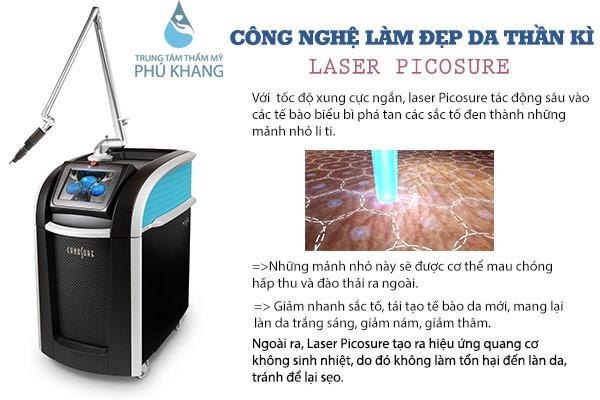 TRUNG TÂM THẨM MỸ
PHÚ KHANG
CÔNG NGHỆ LÀM ĐẸP DA THẦN KÌ
LASER PICOSURE
Với tốc độ xung cực ngắn, laser Picosure tác động sâu vào
các tế bào biểu bì phá tan các sắc tố đen thành những
mảnh nhỏ li ti.
CYNOSURE
=>Những mảnh nhỏ này sẽ được cơ thể mau chóng
hấp thu và đào thải ra ngoài.
=> Giảm nhanh sắc tố, tái tạo tế bào da mới, mang lại
làn da trắng sáng, giảm nám, giảm thâm.
Ngoài ra, Laser Picosure tạo ra hiệu ứng quang cơ
không sinh nhiệt, do đó không làm tổn hại đến làn da,
tránh để lại sẹo.